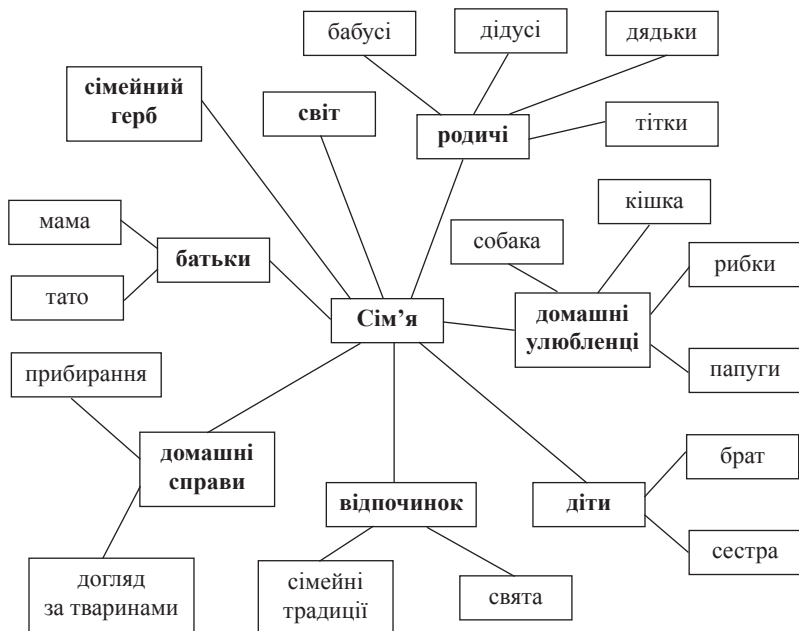 бабусі
дідусі
дядьки
сімейний
герб
світ
родичі
тітки
мама
кішка
собака
батьки
рибки
тато
Сім’я
домашні
улюбленці
прибирання
папуги
домашні
справи
брат
відпочинок
діти
сестра
догляд
за тваринами
сімейні
традиції
свята